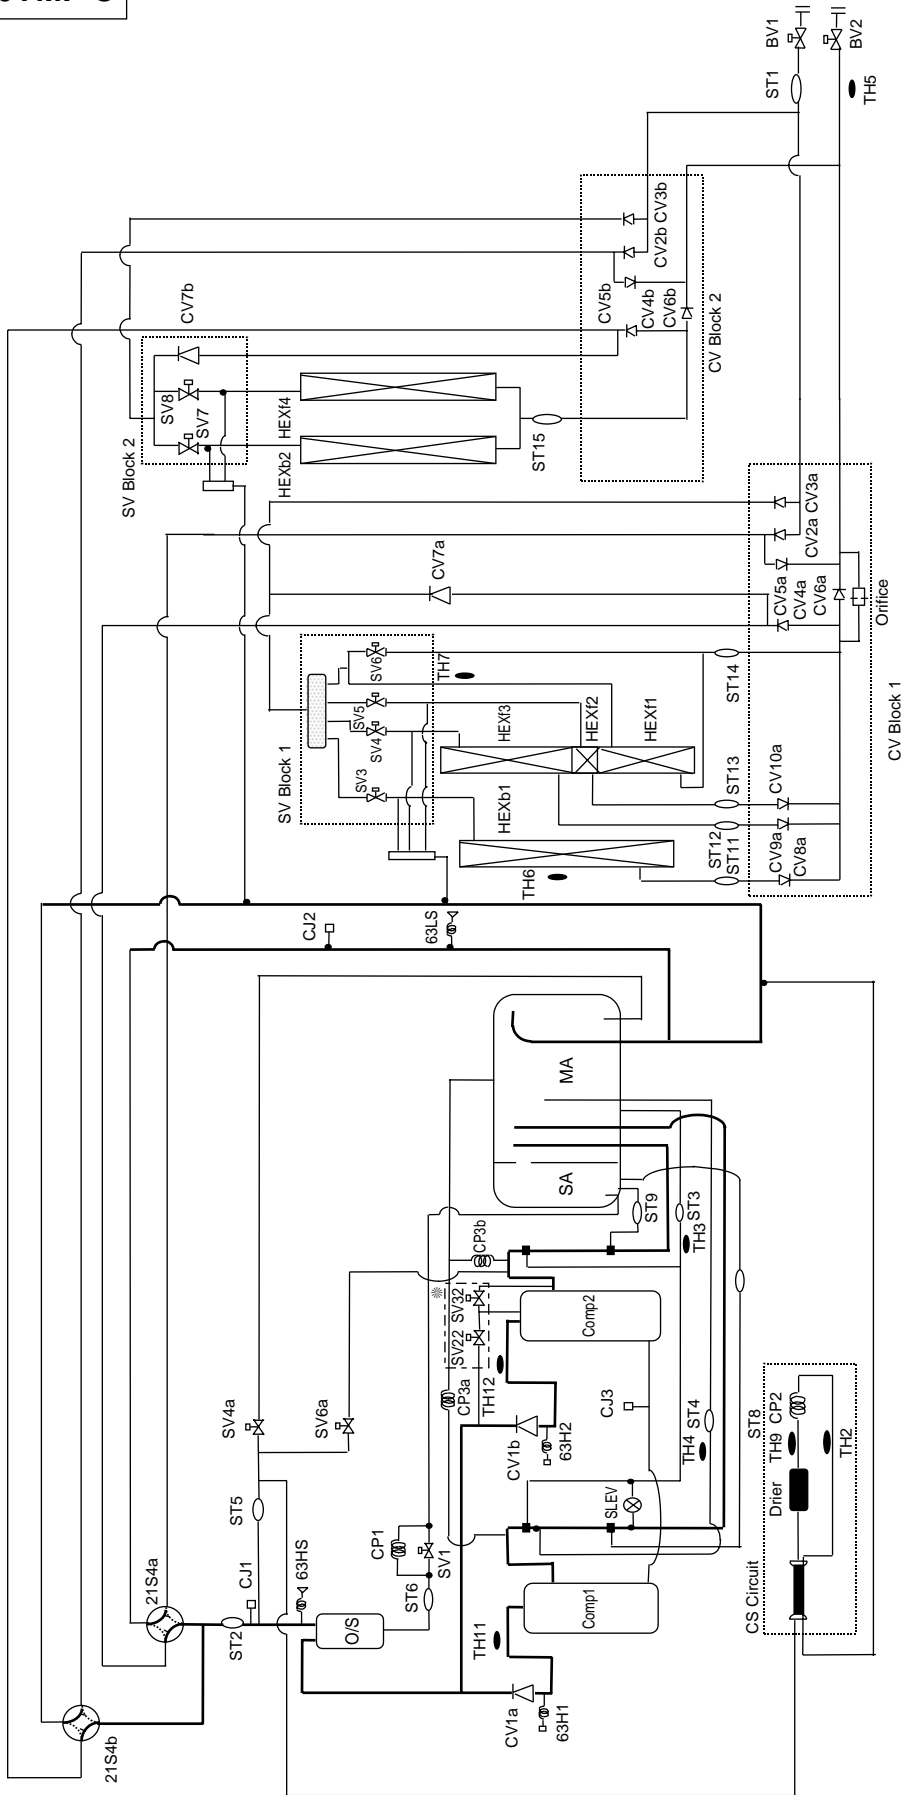 BV1
BV2
ST1
TH5
CV3b
CV2b
CV5b
CV4b
CV6b
CV Block 2
CV7b
SV8
SV7
SV Block 2
HEXf4
HEXb2
ST15
CV3a
CV2a
CV7a
CV5a
CV4a
CV6a
Orifice
CV Block 1
SV6
SV5
SV4
SV3
SV Block 1
TH7
HEXf3
HEXf2
HEXf1
ST14
ST13
CV10a
HEXb1
ST12
ST11
CV9a
CV8a
TH6
CJ2
63LS
MA
SA
ST9
ST3
TH3
CP3b
SV32
SV22
Comp2
CP3a
TH12
SV4a
SV6a
CV1b
63H2
CJ3
ST4
TH4
ST8
CP2
TH9
TH2
Drier
SLEV
CS Circuit
ST5
CP1
SV1
ST6
63HS
CJ1
21S4a
ST2
O/S
TH11
Comp1
CV1a
63H1
21S4b